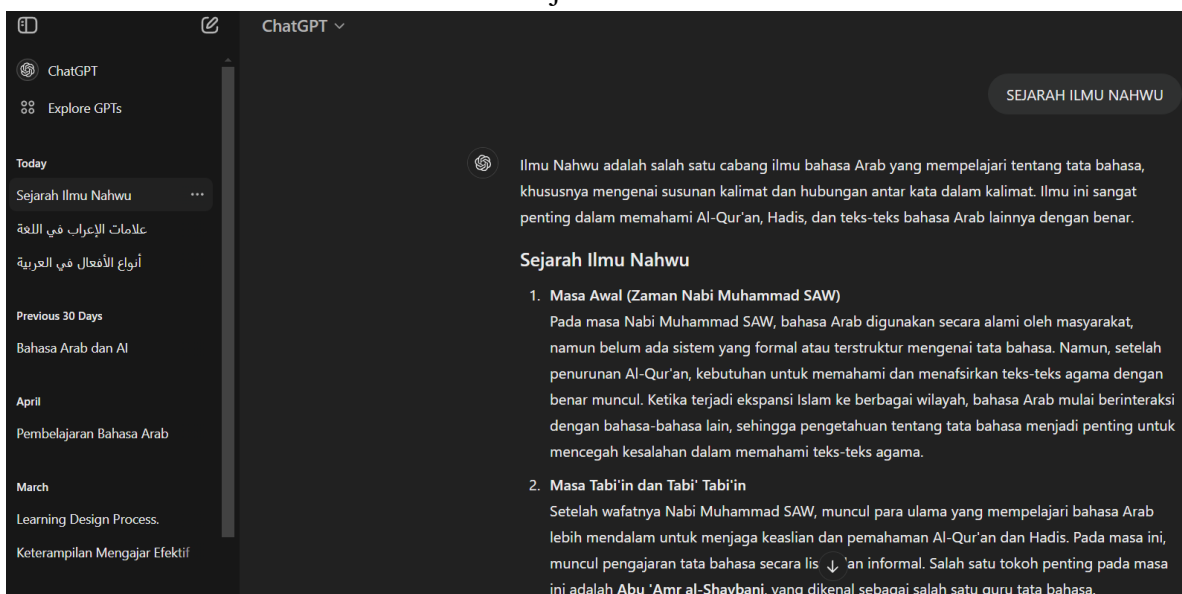 ChatGPT
ChatGPT
Explore GPTs
Today
Sejarah Ilmu Nahwu
علامات الإعراب في اللغة
أنواع الأفعال في العربية
Previous 30 Days
Bahasa Arab dan AI
April
Pembelajaran Bahasa Arab
March
Learning Design Process.
Keterampilan Mengajar Efektif
SEJARAH ILMU NAHWU
Ilmu Nahwu adalah salah satu cabang ilmu bahasa Arab yang mempelajari tentang tata bahasa,
khususnya mengenai susunan kalimat dan hubungan antar kata dalam kalimat. Ilmu ini sangat
penting dalam memahami Al-Qur'an, Hadis, dan teks-teks bahasa Arab lainnya dengan benar.
Sejarah Ilmu Nahwu
1. Masa Awal (Zaman Nabi Muhammad SAW)
Pada masa Nabi Muhammad SAW, bahasa Arab digunakan secara alami oleh masyarakat,
namun belum ada sistem yang formal atau terstruktur mengenai tata bahasa. Namun, setelah
penurunan Al-Qur'an, kebutuhan untuk memahami dan menafsirkan teks-teks agama dengan
benar muncul. Ketika terjadi ekspansi Islam ke berbagai wilayah, bahasa Arab mulai berinteraksi
dengan bahasa-bahasa lain, sehingga pengetahuan tentang tata bahasa menjadi penting untuk
mencegah kesalahan dalam memahami teks-teks agama.
2. Masa Tabi'in dan Tabi' Tabi'in
Setelah wafatnya Nabi Muhammad SAW, muncul para ulama yang mempelajari bahasa Arab
lebih mendalam untuk menjaga keaslian dan pemahaman Al-Qur'an dan Hadis. Pada masa ini,
muncul pengajaran tata bahasa secara informal. Salah satu tokoh penting pada masa
ini adalah Abu 'Amr al-Shaybani, yang dikenal sebagai salah satu guru tata bahasa.